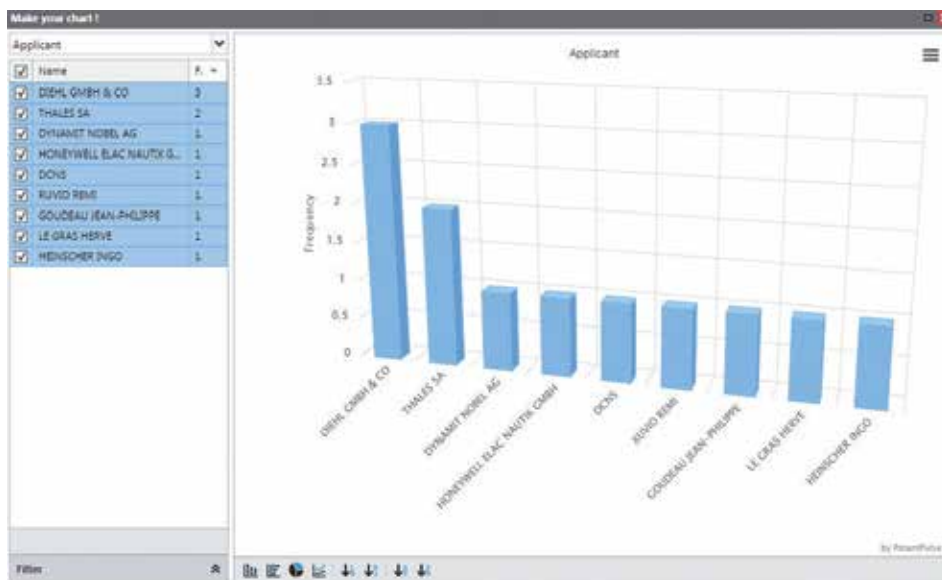 Make your chart !
Applicant
Name F.
DIEHL GMBH & CO 3
THALES SA 2
DYNAMIT NOBEL AG 1
HONEYWELL ELAC NAUTIX G... 1
DCNS 1
XUVIO REMI 1
GOUDEAU JEAN-PHILIPPE 1
LE GRAS HERVE 1
HEINSCHER INGO 1
Filter
Applicant
3.5
3
2.5
2
1.5
1
0.5
0
Frequency
DIEHL GMBH & CO
THALES SA
DYNAMIT NOBEL AG
HONEYWELL ELAC NAUTIK GMBH
DCNS
XUVIO REMI
GOUDEAU JEAN-PHILIPPE
LE GRAS HERVE
HEINSCHER INGO
by PatentPulse